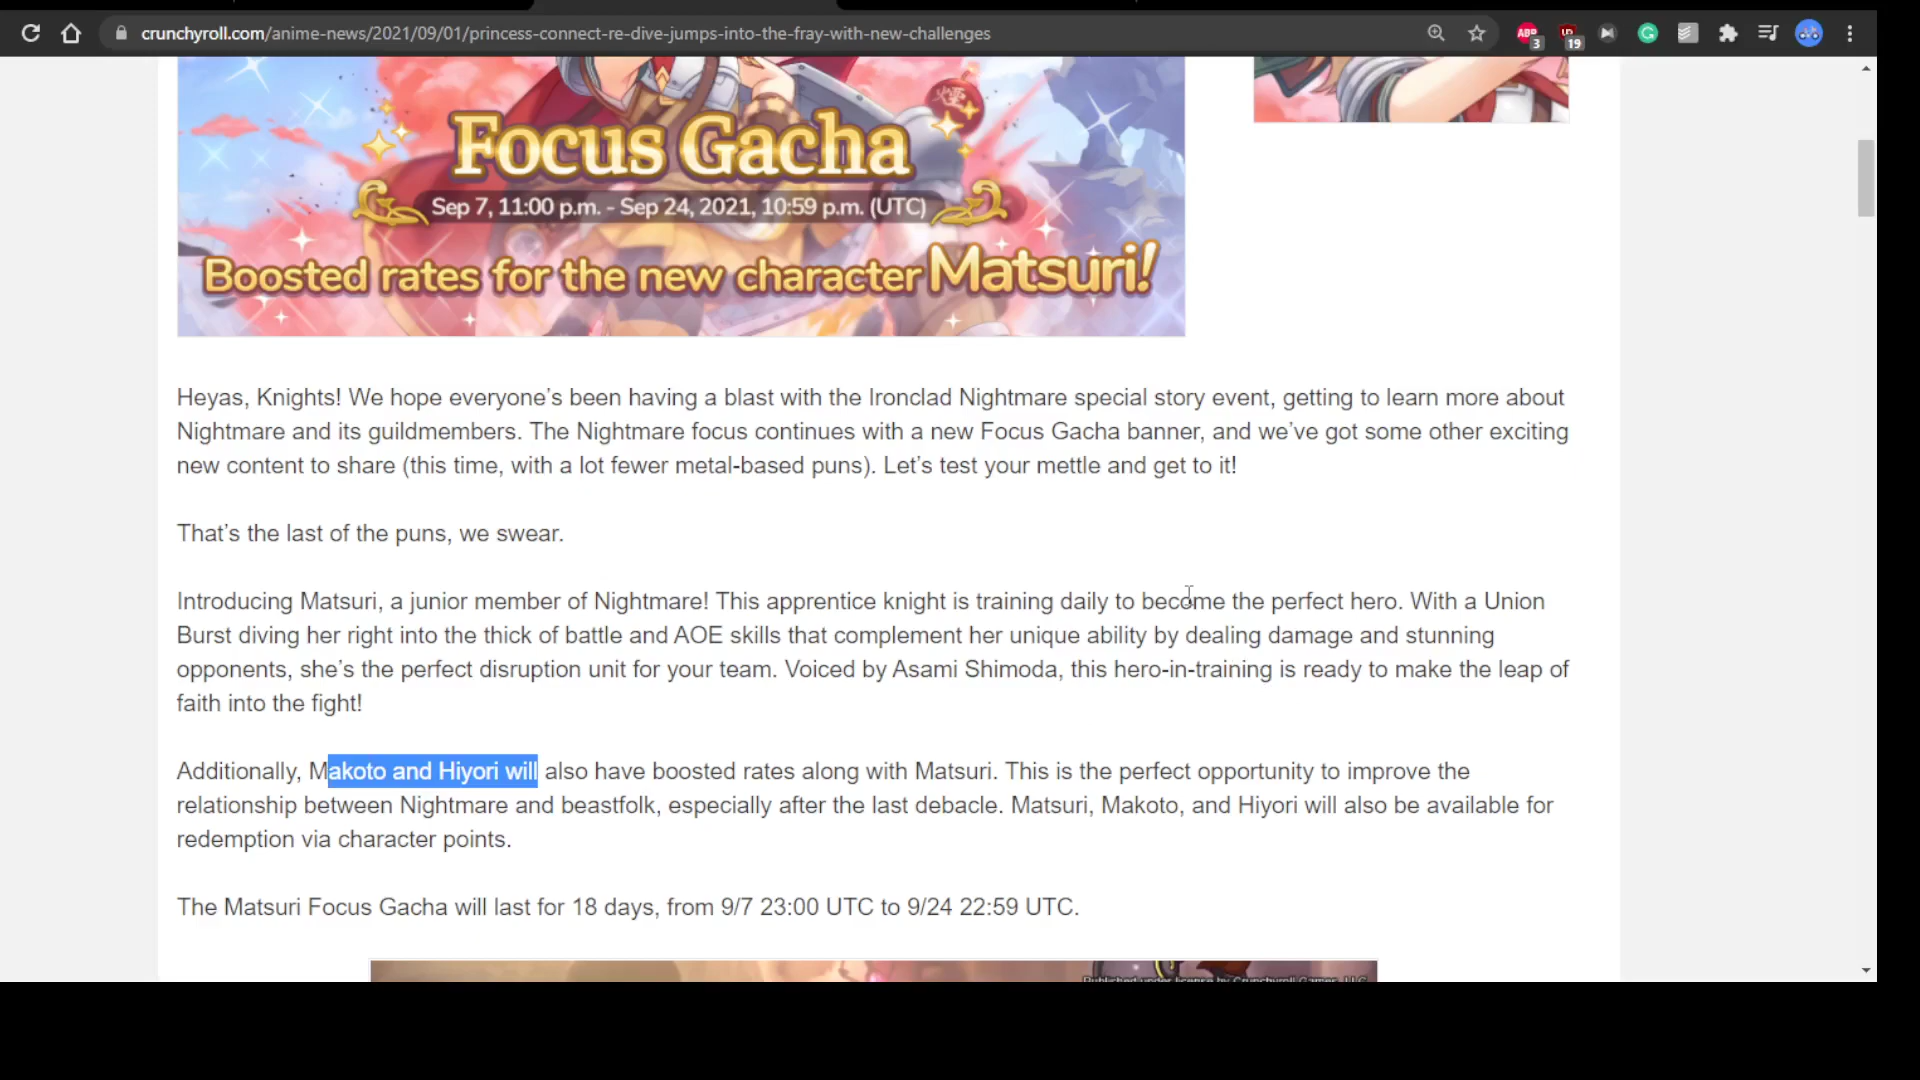 crunchyroll.com/anime-news/2021/09/01/princess-connect-re-dive-jumps-into-the-fray-with-new-challenges
ABP
3
19
Focus Gacha
Sep 7, 11:00 p.m. - Sep 24, 2021, 10:59 p.m. (UTC)
Boosted rates for the new character Matsuri!
Heyas, Knights! We hope everyone’s been having a blast with the Ironclad Nightmare special story event, getting to learn more about
Nightmare and its guildmembers. The Nightmare focus continues with a new Focus Gacha banner, and we’ve got some other exciting
new content to share (this time, with a lot fewer metal-based puns). Let’s test your mettle and get to it!
That’s the last of the puns, we swear.
Introducing Matsuri, a junior member of Nightmare! This apprentice knight is training daily to become the perfect hero. With a Union
Burst diving her right into the thick of battle and AOE skills that complement her unique ability by dealing damage and stunning
opponents, she’s the perfect disruption unit for your team. Voiced by Asami Shimoda, this hero-in-training is ready to make the leap of
faith into the fight!
Additionally, Makoto and Hiyori will also have boosted rates along with Matsuri. This is the perfect opportunity to improve the
relationship between Nightmare and beastfolk, especially after the last debacle. Matsuri, Makoto, and Hiyori will also be available for
redemption via character points.
The Matsuri Focus Gacha will last for 18 days, from 9/7 23:00 UTC to 9/24 22:59 UTC.
Published under license by Crunchyroll Games, LLC